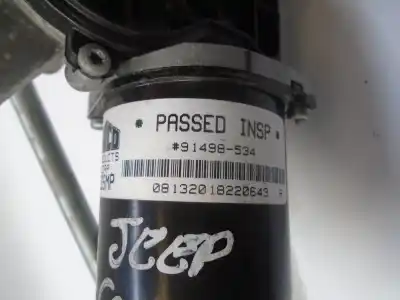 PASSED INSP
#91498-534
08132018220643 A
JEEP